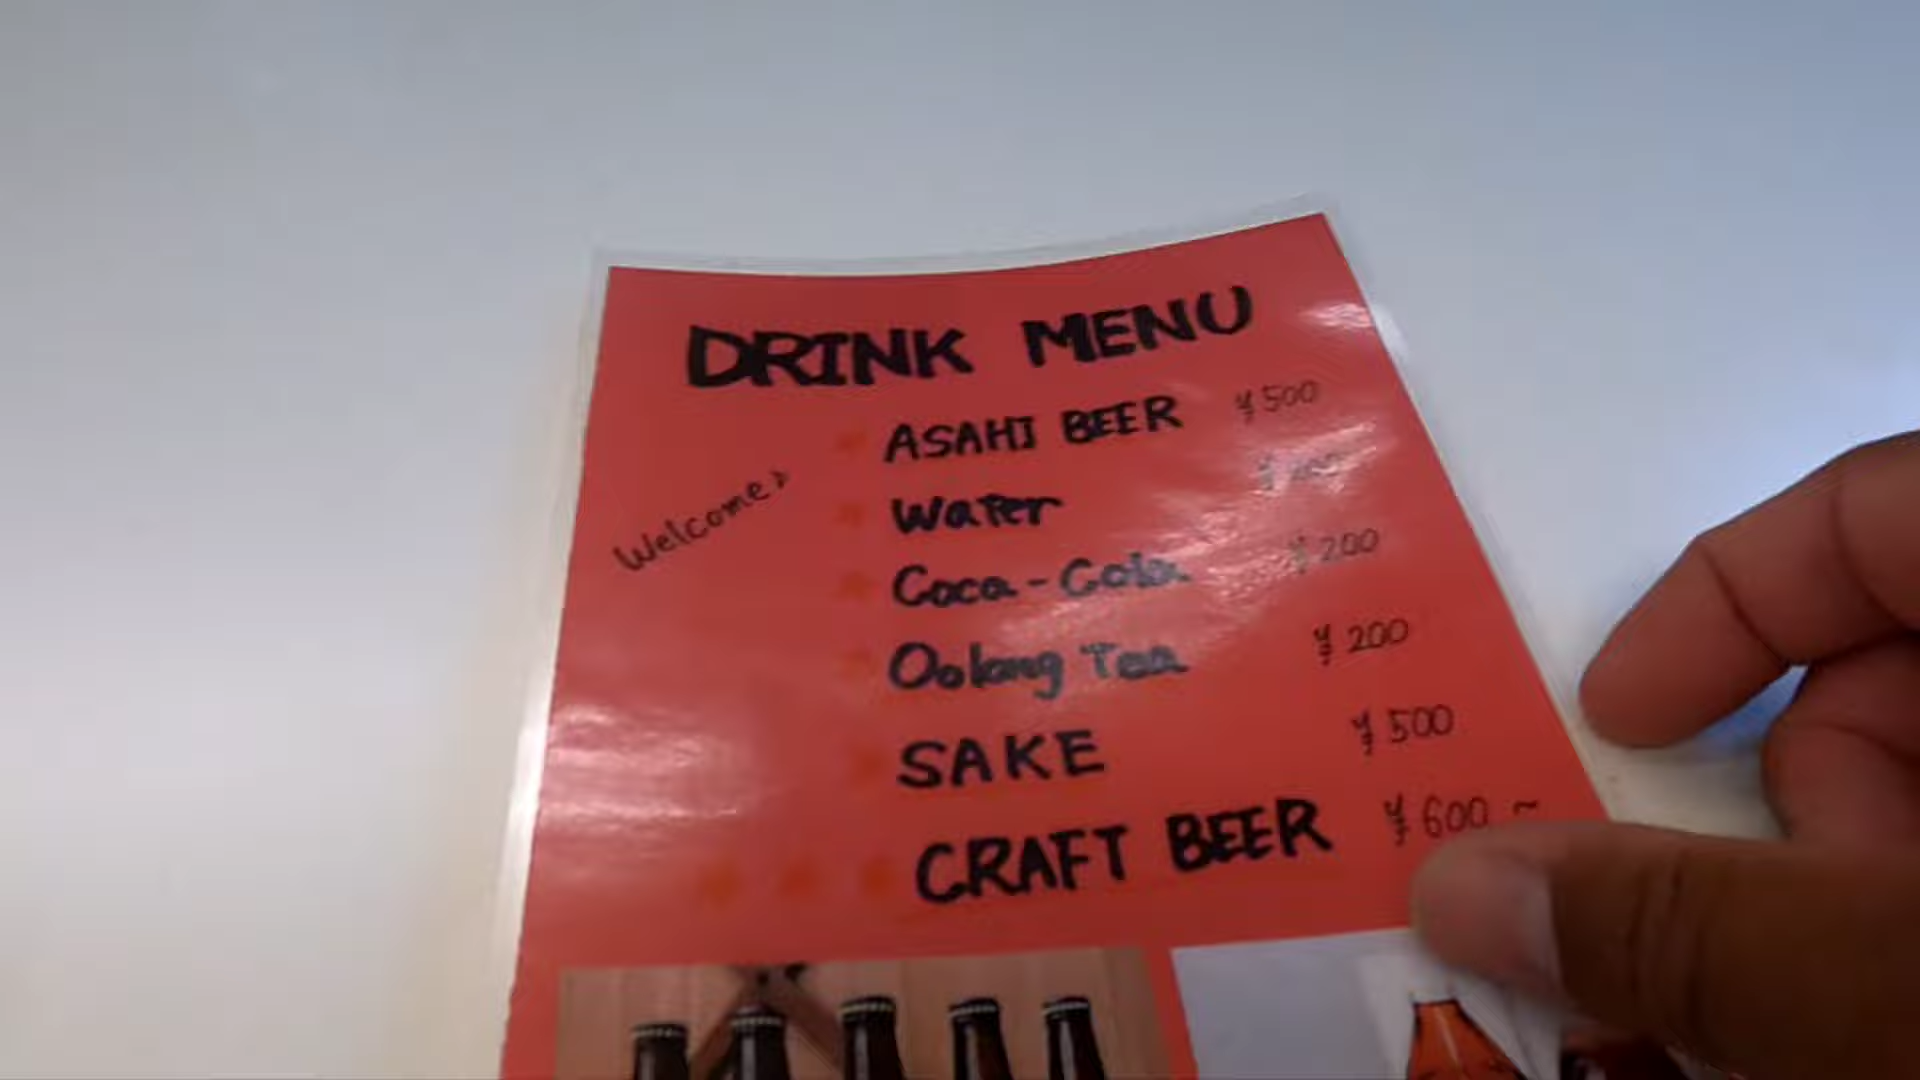 DRINK MENU
ASAHI BEER ¥500
Water
Welcome♪
Coca-Cola ¥200
Oolong Tea ¥200
SAKE ¥500
CRAFT BEER ¥600~